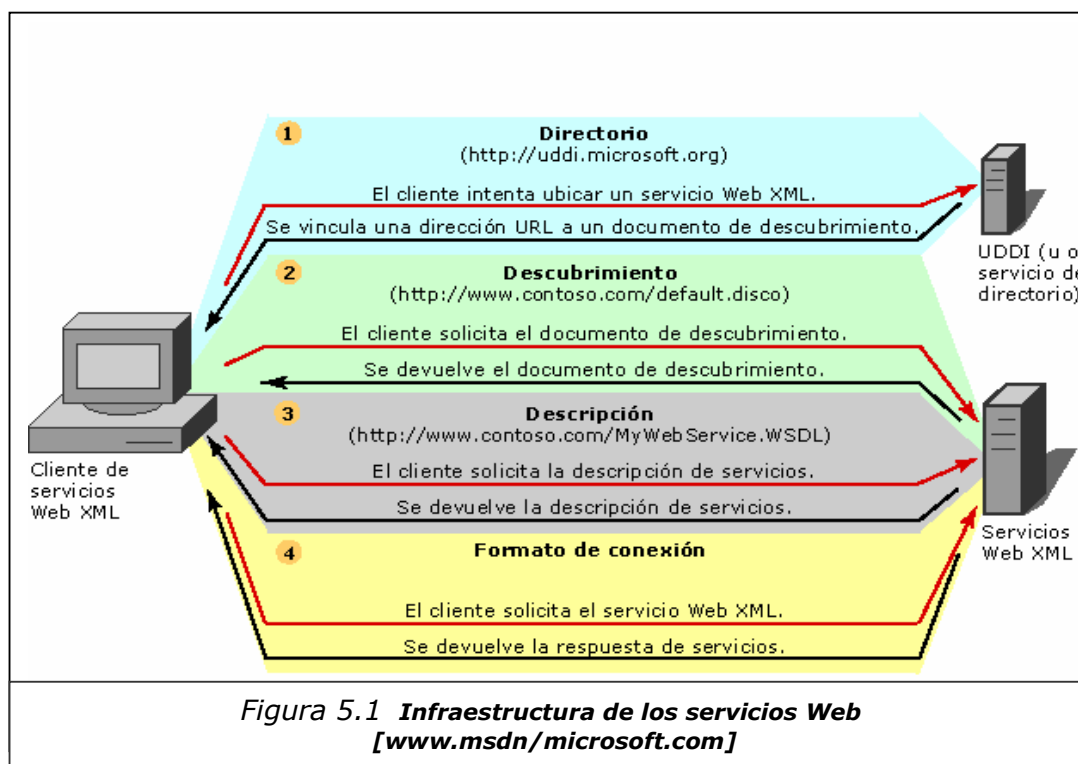 1
Directorio
(http://uddi.microsoft.org)
El cliente intenta ubicar un servicio Web XML.
Se vincula una dirección URL a un documento de descubrimiento.
UDDI (u o
servicio de
directorio)
2
Descubrimiento
(http://www.contoso.com/default.disco)
El cliente solicita el documento de descubrimiento.
Se devuelve el documento de descubrimiento.
3
Descripción
(http://www.contoso.com/MyWebService.WSDL)
El cliente solicita la descripción de servicios.
Se devuelve la descripción de servicios.
Cliente de
servicios
Web XML
Servicios
Web XML
4
Formato de conexión
El cliente solicita el servicio Web XML.
Se devuelve la respuesta de servicios.
Figura 5.1 Infraestructura de los servicios Web
[www.msdn/microsoft.com]